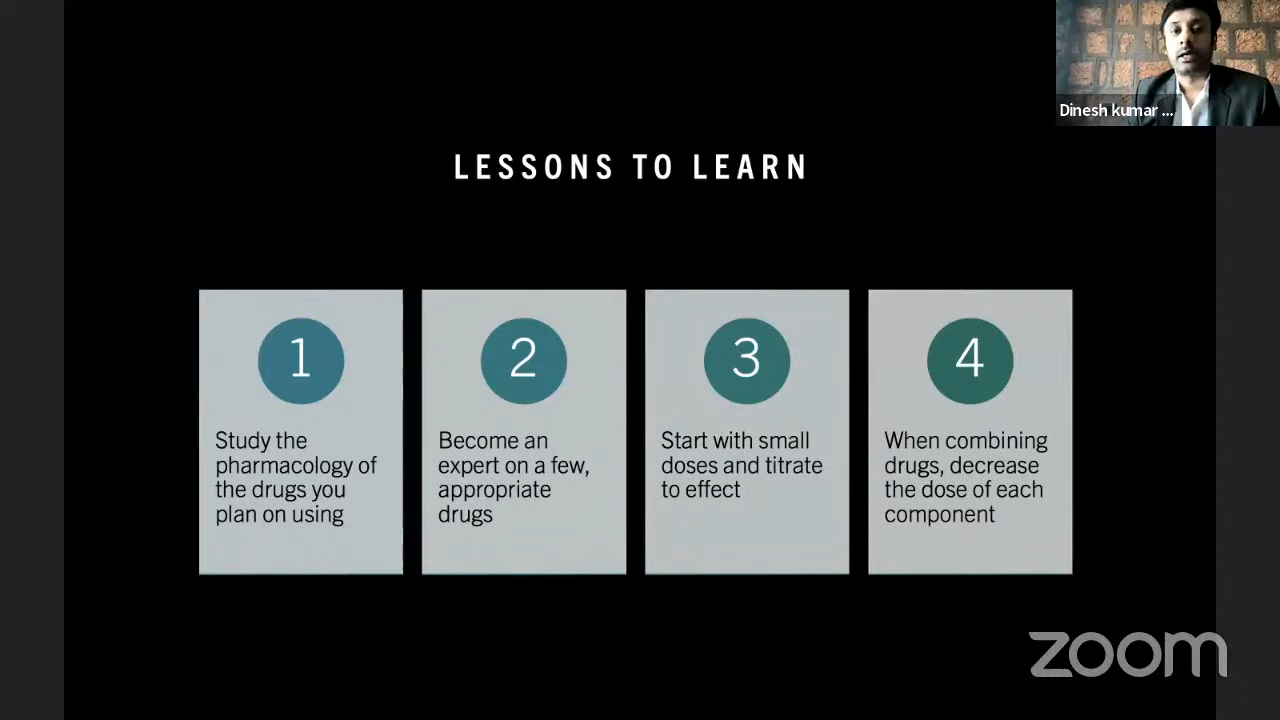 Dinesh kumar ...
LESSONS TO LEARN
1
Study the
pharmacology of
the drugs you
plan on using
2
Become an
expert on a few,
appropriate
drugs
3
Start with small
doses and titrate
to effect
4
When combining
drugs, decrease
the dose of each
component
zoom